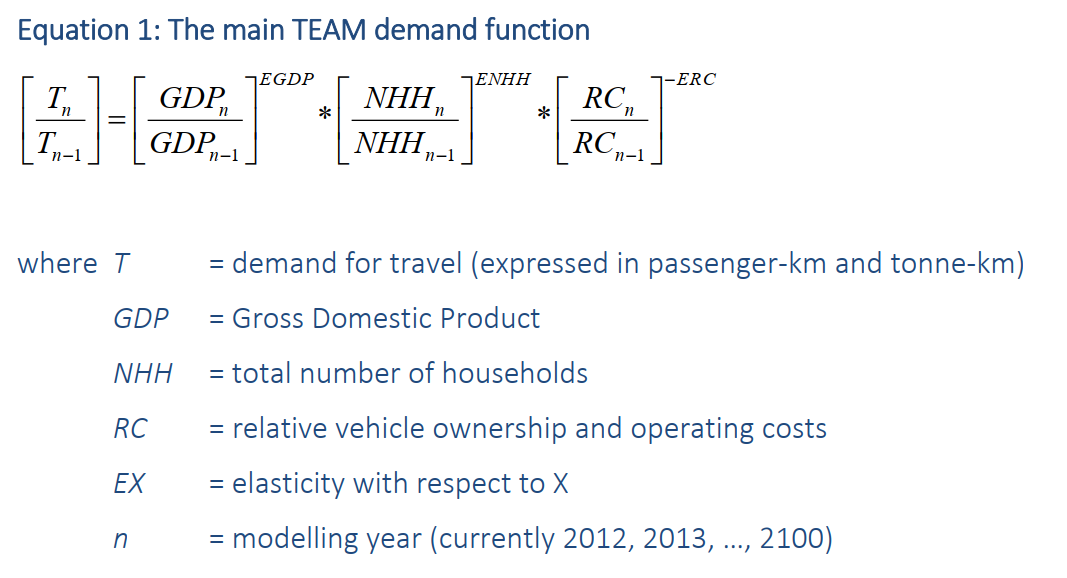 Equation 1: The main TEAM demand function
[T_n / T_{n-1}] = [GDP_n / GDP_{n-1}]^{EGDP} * [NHH_n / NHH_{n-1}]^{ENHH} * [RC_n / RC_{n-1}]^{-ERC}
where T = demand for travel (expressed in passenger-km and tonne-km)
GDP = Gross Domestic Product
NHH = total number of households
RC = relative vehicle ownership and operating costs
EX = elasticity with respect to X
n = modelling year (currently 2012, 2013, ..., 2100)